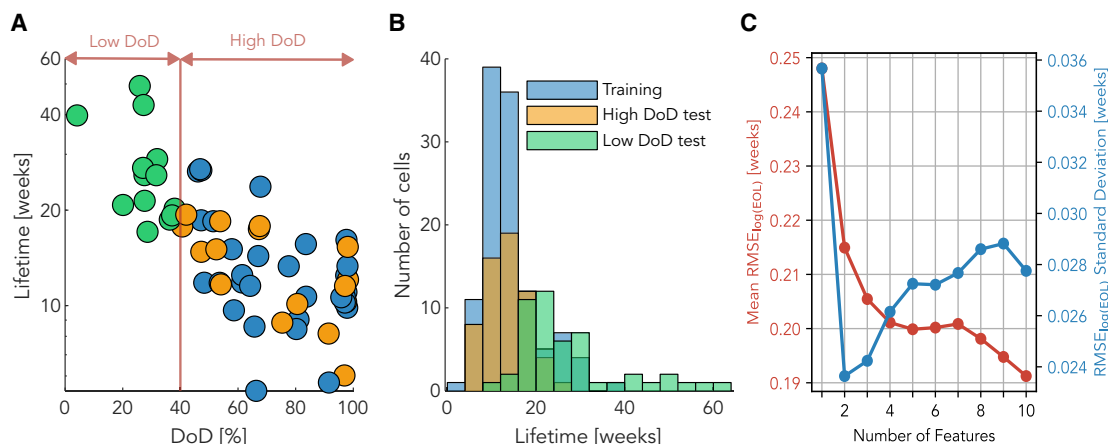 A
Low DoD
High DoD
Lifetime [weeks]
60
40
20
10
0
20
40
60
80
100
DoD [%]
B
Number of cells
40
30
20
10
0
Training
High DoD test
Low DoD test
0
20
40
60
Lifetime [weeks]
C
Mean RMSElog(EOL) [weeks]
0.25
0.24
0.23
0.22
0.21
0.20
0.19
RMSElog(EOL) Standard Deviation [weeks]
0.036
0.034
0.032
0.030
0.028
0.026
0.024
2
4
6
8
10
Number of Features